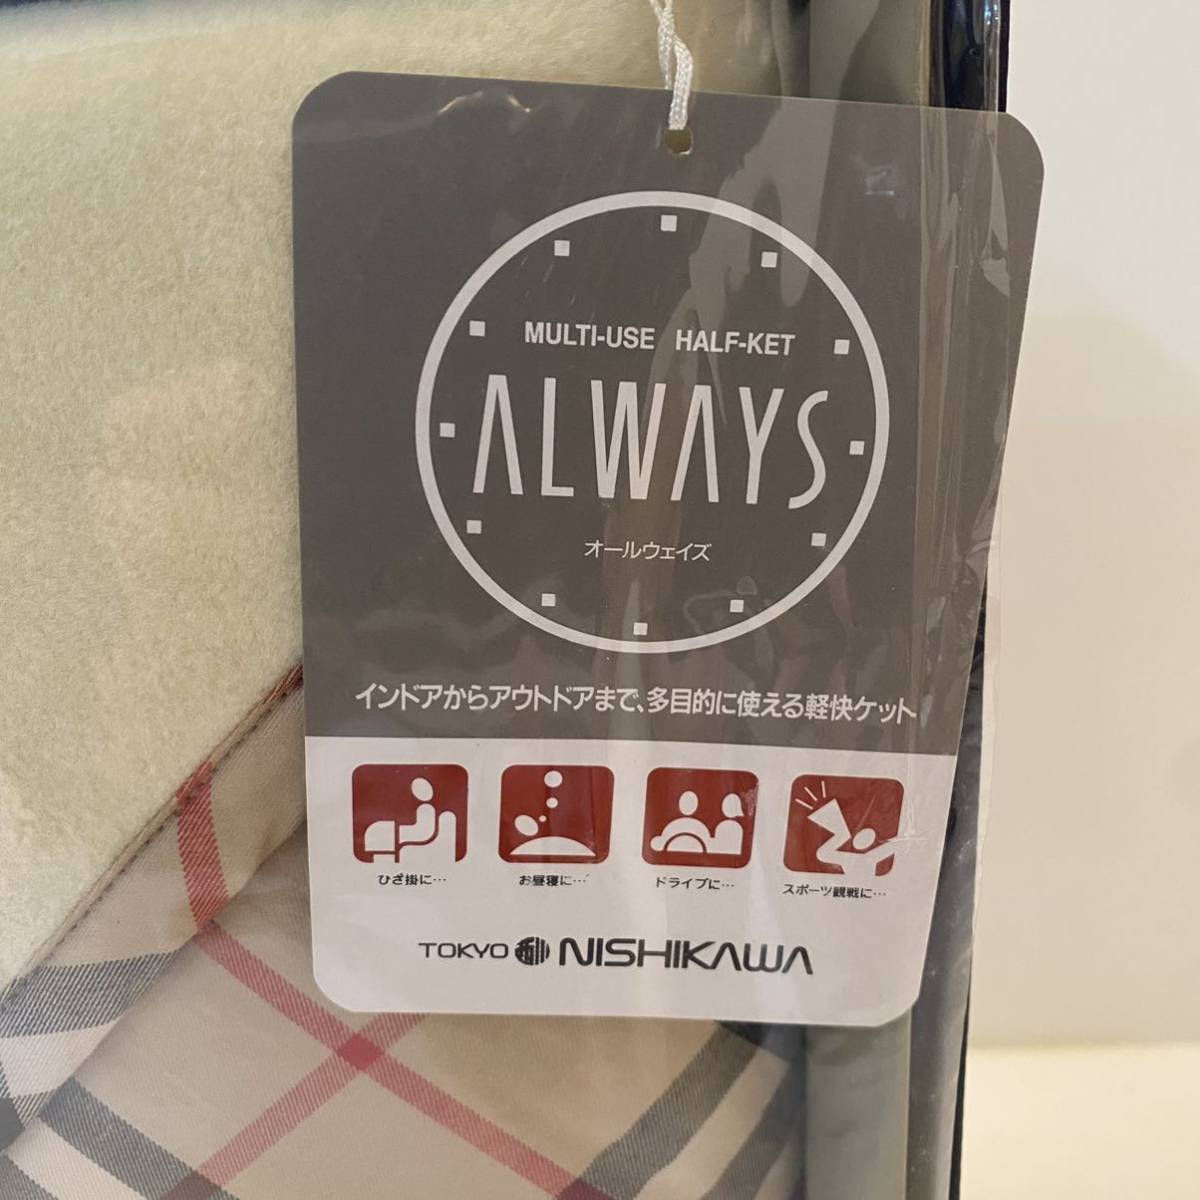 MULTI-USE HALF-KET
ALWAYS
オールウェイズ
インドアからアウトドアまで、多目的に使える軽快ケット
ひざ掛に…
お昼寝に…
ドライブに…
スポーツ観戦に…
TOKYO NISHIKAWA